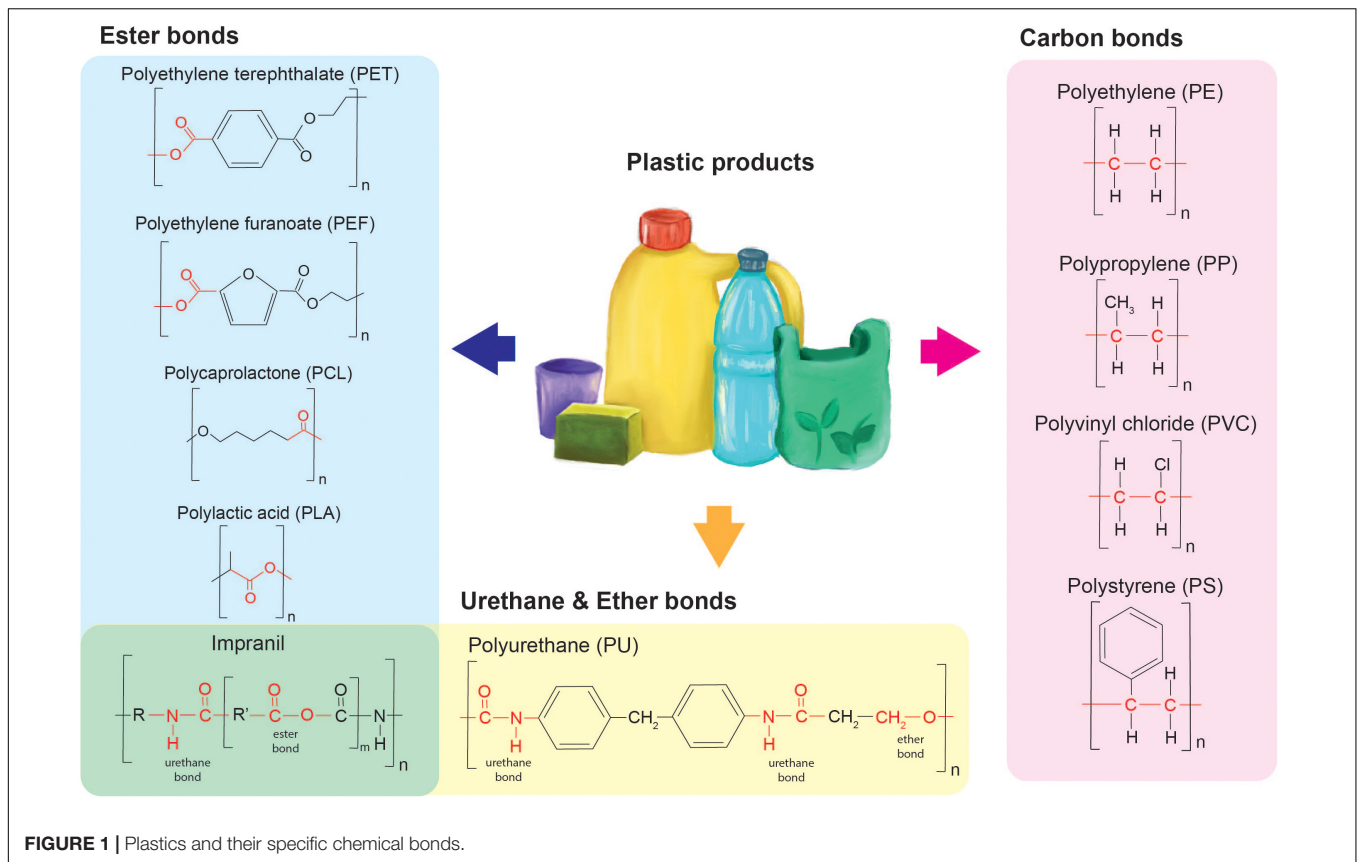 Ester bonds
Polyethylene terephthalate (PET)
O
O
O
O
n
Polyethylene furanoate (PEF)
O
O
O
O
O
n
Polycaprolactone (PCL)
O
O
n
Polylactic acid (PLA)
O
O
n
Impranil
O
O
O
R
N
C
R'
C
O
C
N
H
H
m
n
urethane
bond
ester
bond
Plastic products
Urethane & Ether bonds
Polyurethane (PU)
O
O
C
N
CH2
N
C
CH2
CH2
O
H
H
n
urethane
bond
urethane
bond
ether
bond
Carbon bonds
Polyethylene (PE)
H H
C C
H H
n
Polypropylene (PP)
CH3 H
C C
H H
n
Polyvinyl chloride (PVC)
H Cl
C C
H H
n
Polystyrene (PS)
H
C C
H H
n
FIGURE 1 | Plastics and their specific chemical bonds.